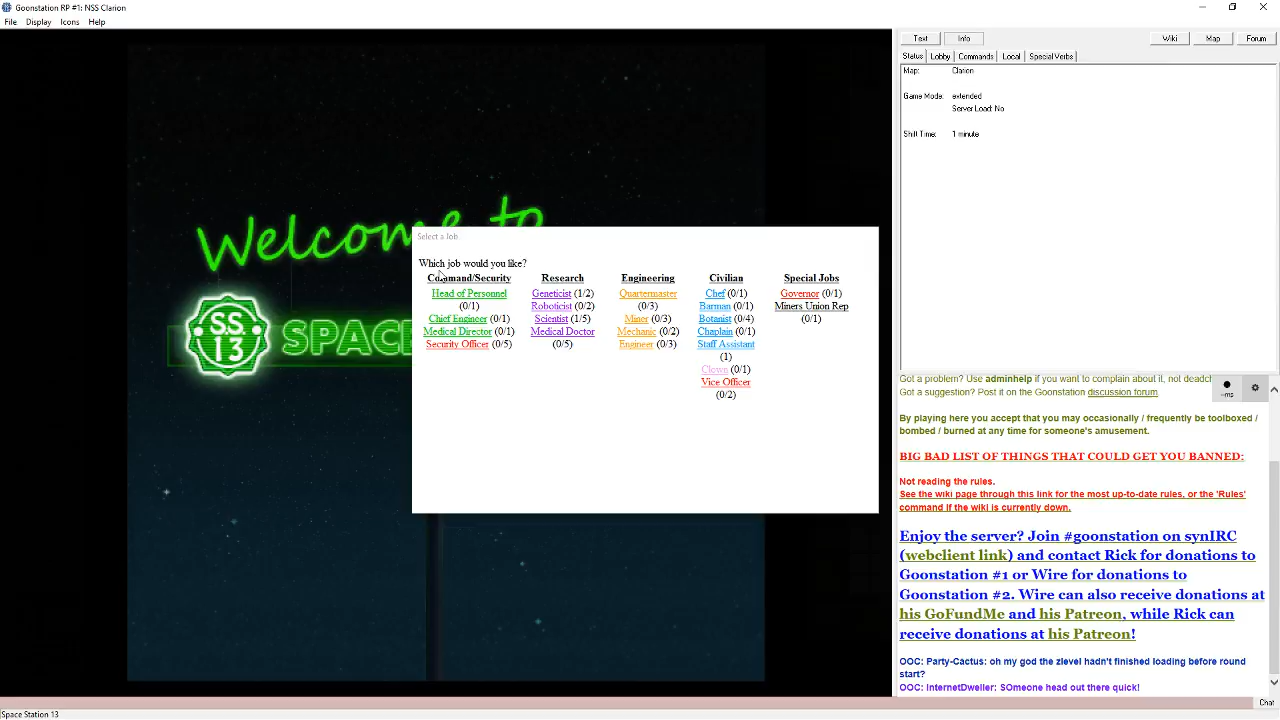 Goonstation RP #1: NSS Clarion
File Display Icons Help
Welcome to
S.S.
13
SPACE
Select a Job
Which job would you like?
Command/Security
Head of Personnel
(0/1)
Chief Engineer (0/1)
Medical Director (0/1)
Security Officer (0/5)
Research
Geneticist (1/2)
Roboticist (0/2)
Scientist (1/5)
Medical Doctor
(0/5)
Engineering
Quartermaster
(0/3)
Miner (0/3)
Mechanic (0/2)
Engineer (0/3)
Civilian
Chef (0/1)
Barman (0/1)
Botanist (0/4)
Chaplain (0/1)
Staff Assistant
(1)
Clown (0/1)
Vice Officer
(0/2)
Special Jobs
Governor (0/1)
Miners Union Rep
(0/1)
Text Info Wiki Map Forum
Status Lobby Commands Local Special Verbs
Map: Clarion
Game Mode: extended
Server Load: No
Shift Time: 1 minute
Got a problem? Use adminhelp if you want to complain about it, not deadch
Got a suggestion? Post it on the Goonstation discussion forum.
--ms
By playing here you accept that you may occasionally / frequently be toolboxed /
bombed / burned at any time for someone's amusement.
BIG BAD LIST OF THINGS THAT COULD GET YOU BANNED:
Not reading the rules.
See the wiki page through this link for the most up-to-date rules, or the 'Rules'
command if the wiki is currently down.
Enjoy the server? Join #goonstation on synIRC
(webclient link) and contact Rick for donations to
Goonstation #1 or Wire for donations to
Goonstation #2. Wire can also receive donations at
his GoFundMe and his Patreon, while Rick can
receive donations at his Patreon!
OOC: Party-Cactus: oh my god the zlevel hadn't finished loading before round
start?
OOC: InternetDweller: SOmeone head out there quick!
Chat
Space Station 13